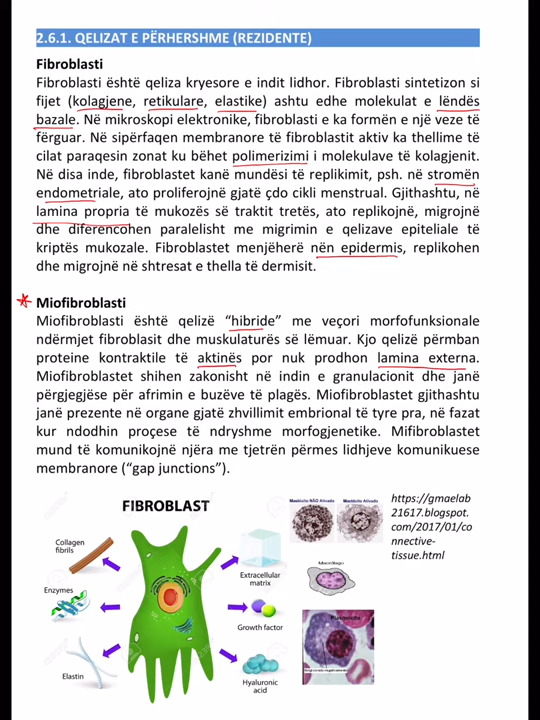 2.6.1. QELIZAT E PËRHERSHME (REZIDENTE)
Fibroblasti
Fibroblasti është qeliza kryesore e indit lidhor. Fibroblasti sintetizon si
fijet (kolagjene, retikulare, elastike) ashtu edhe molekulat e lëndës
bazale. Në mikroskopi elektronike, fibroblasti e ka formën e një veze të
fërguar. Në sipërfaqen membranore të fibroblastit aktiv ka thellime të
cilat paraqesin zonat ku bëhet polimerizimi i molekulave të kolagjenit.
Në disa inde, fibroblastet kanë mundësi të replikimit, psh. në stromën
endometriale, ato proliferojnë gjatë çdo cikli menstrual. Gjithashtu, në
lamina propria të mukozës së traktit tretës, ato replikojnë, migrojnë
dhe diferencohen paralelisht me migrimin e qelizave epiteliale të
kriptës mukozale. Fibroblastet menjëherë nën epidermis, replikohen
dhe migrojnë në shtresat e thella të dermisit.
Miofibroblasti
Miofibroblasti është qelizë “hibride” me veçori morfofunksionale
ndërmjet fibroblasit dhe muskulaturës së lëmuar. Kjo qelizë përmban
proteine kontraktile të aktinës por nuk prodhon lamina externa.
Miofibroblastet shihen zakonisht në indin e granulacionit dhe janë
përgjegjëse për afrimin e buzëve të plagës. Miofibroblastet gjithashtu
janë prezente në organe gjatë zhvillimit embrional të tyre pra, në fazat
kur ndodhin proçese të ndryshme morfogjenetike. Mifibroblastet
mund të komunikojnë njëra me tjetrën përmes lidhjeve komunikuese
membranore (“gap junctions”).
FIBROBLAST
Collagen
fibrils
Enzymes
Elastin
Extracellular
matrix
Growth factor
Hyaluronic
acid
Mastócito NÃO Ativado
Mastócito Ativado
Macrófago
Plasmócito
https://gmaelab
21617.blogspot.
com/2017/01/co
nnective-
tissue.html